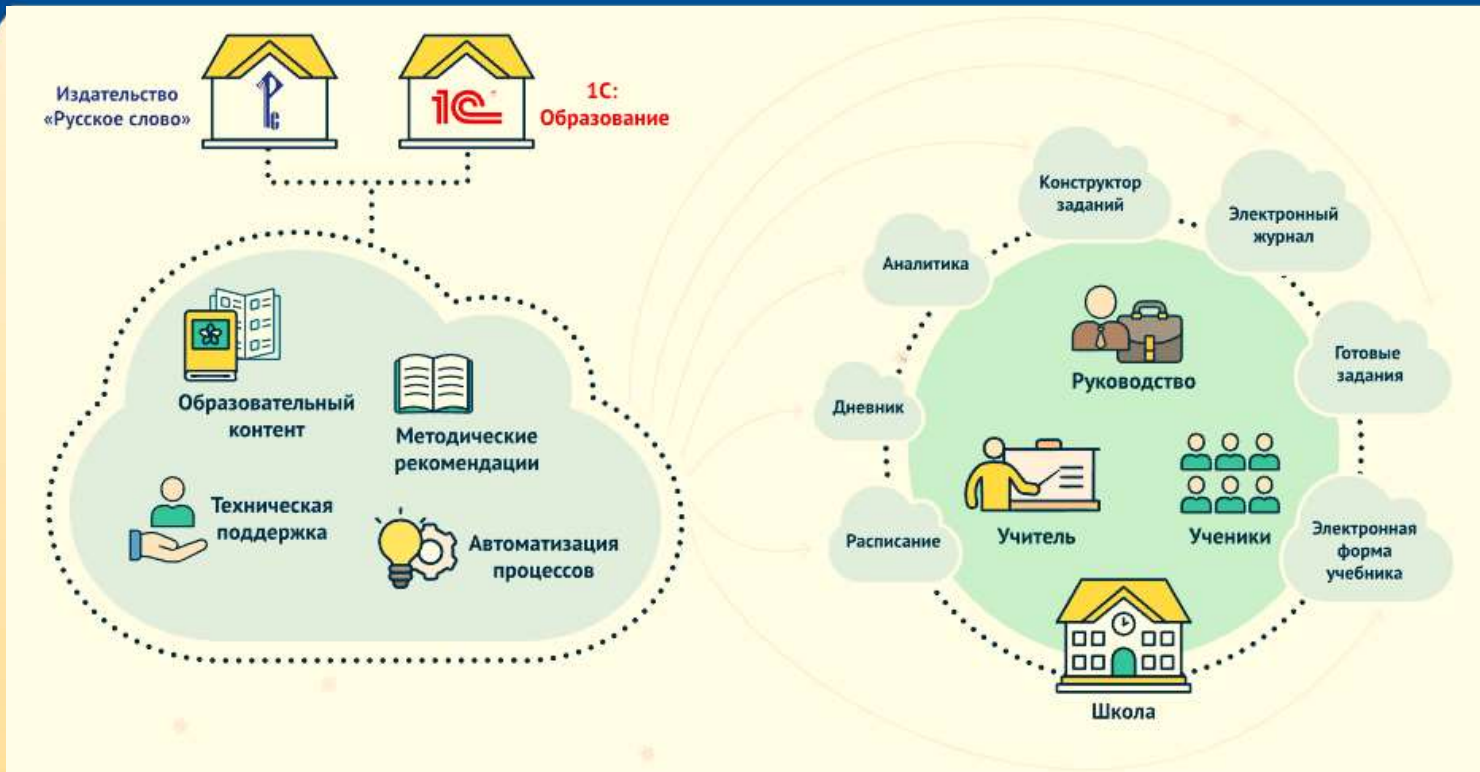 Издательство
«Русское слово»
Рс
1С
1С:
Образование
Образовательный
контент
Методические
рекомендации
Техническая
поддержка
Автоматизация
процессов
Конструктор
заданий
Электронный
журнал
Аналитика
Готовые
задания
Дневник
Расписание
Электронная
форма
учебника
Руководство
Учитель
Ученики
Школа